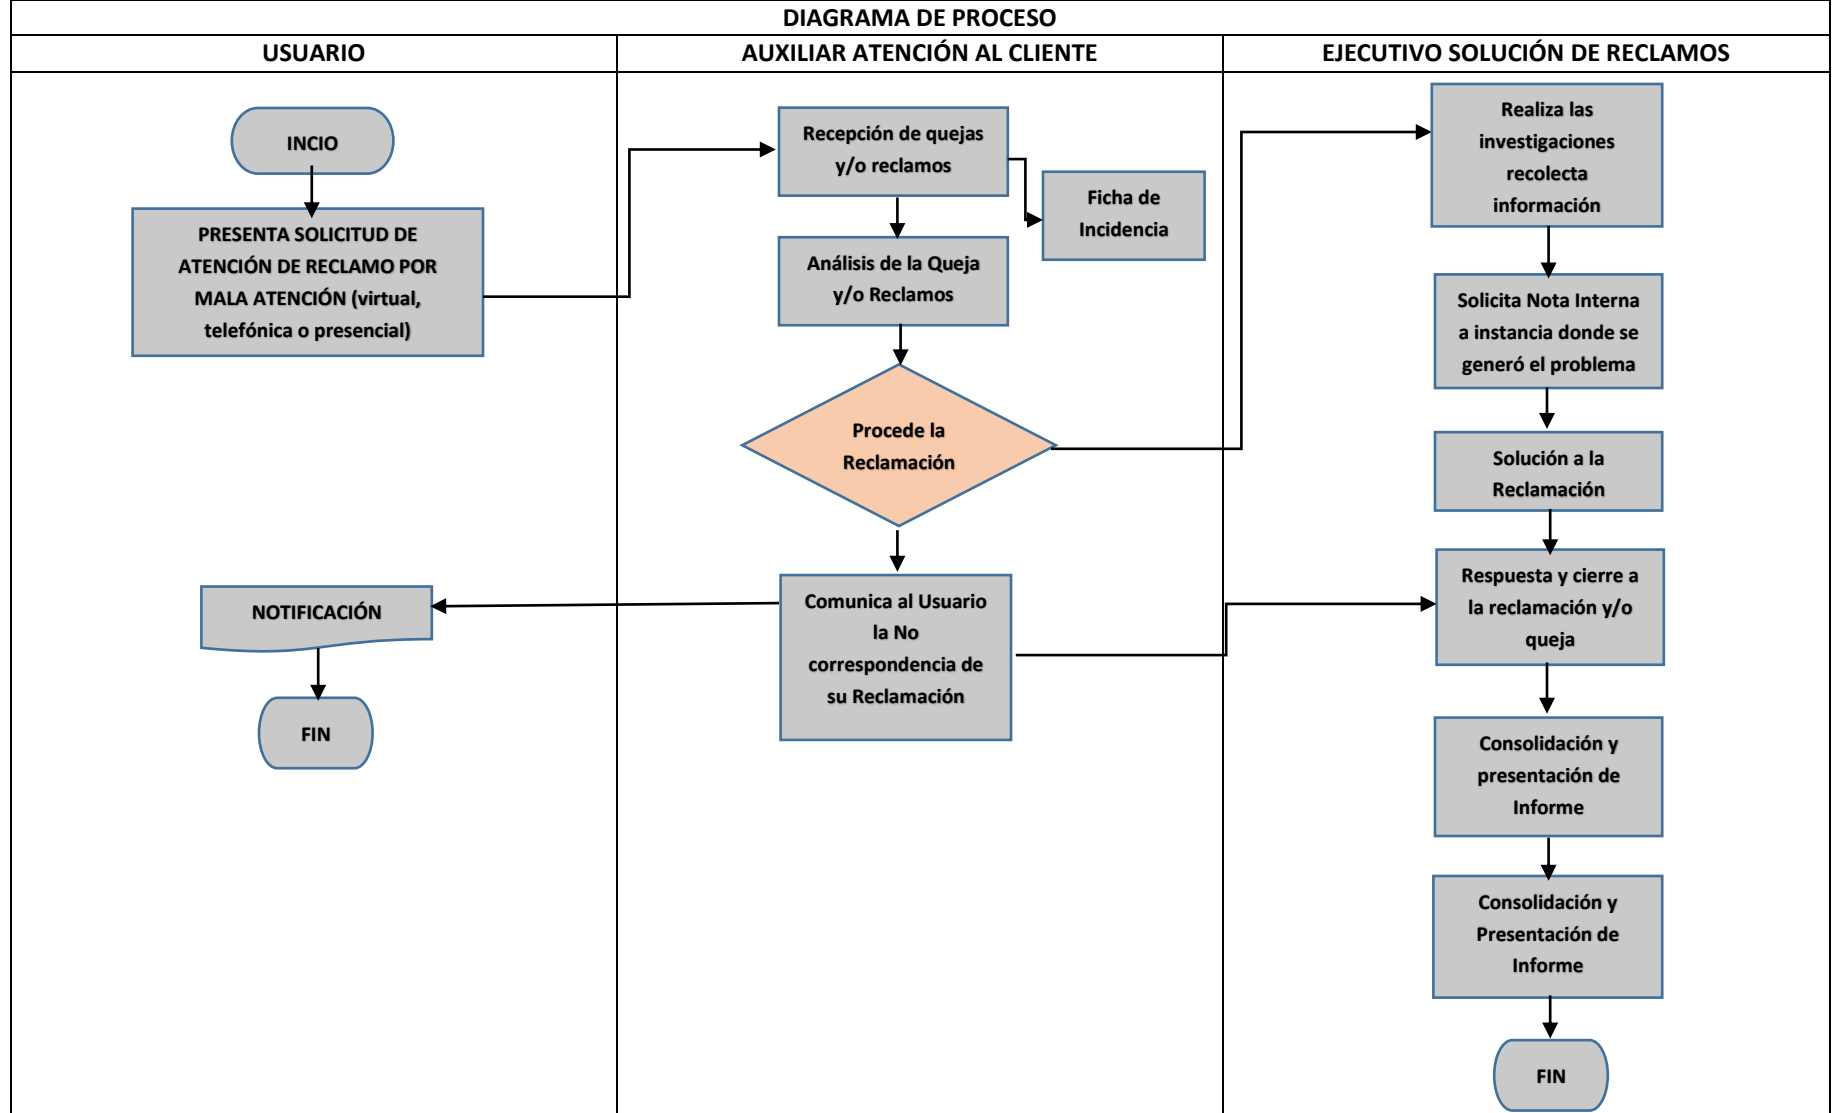 DIAGRAMA DE PROCESO
USUARIO
AUXILIAR ATENCIÓN AL CLIENTE
EJECUTIVO SOLUCIÓN DE RECLAMOS
INCIO
PRESENTA SOLICITUD DE
ATENCIÓN DE RECLAMO POR
MALA ATENCIÓN (virtual,
telefónica o presencial)
NOTIFICACIÓN
FIN
Recepción de quejas
y/o reclamos
Ficha de
Incidencia
Análisis de la Queja
y/o Reclamos
Procede la
Reclamación
Comunica al Usuario
la No
correspondencia de
su Reclamación
Realiza las
investigaciones
recolecta
información
Solicita Nota Interna
a instancia donde se
generó el problema
Solución a la
Reclamación
Respuesta y cierre a
la reclamación y/o
queja
Consolidación y
presentación de
Informe
Consolidación y
Presentación de
Informe
FIN